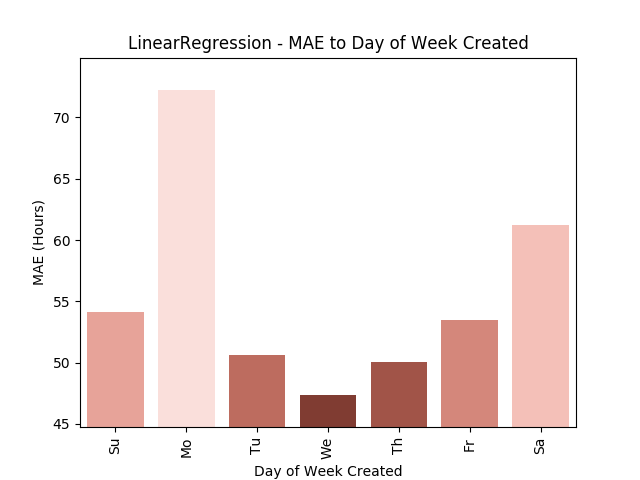 LinearRegression - MAE to Day of Week Created
MAE (Hours)
70
65
60
55
50
45
Su
Mo
Tu
We
Th
Fr
Sa
Day of Week Created